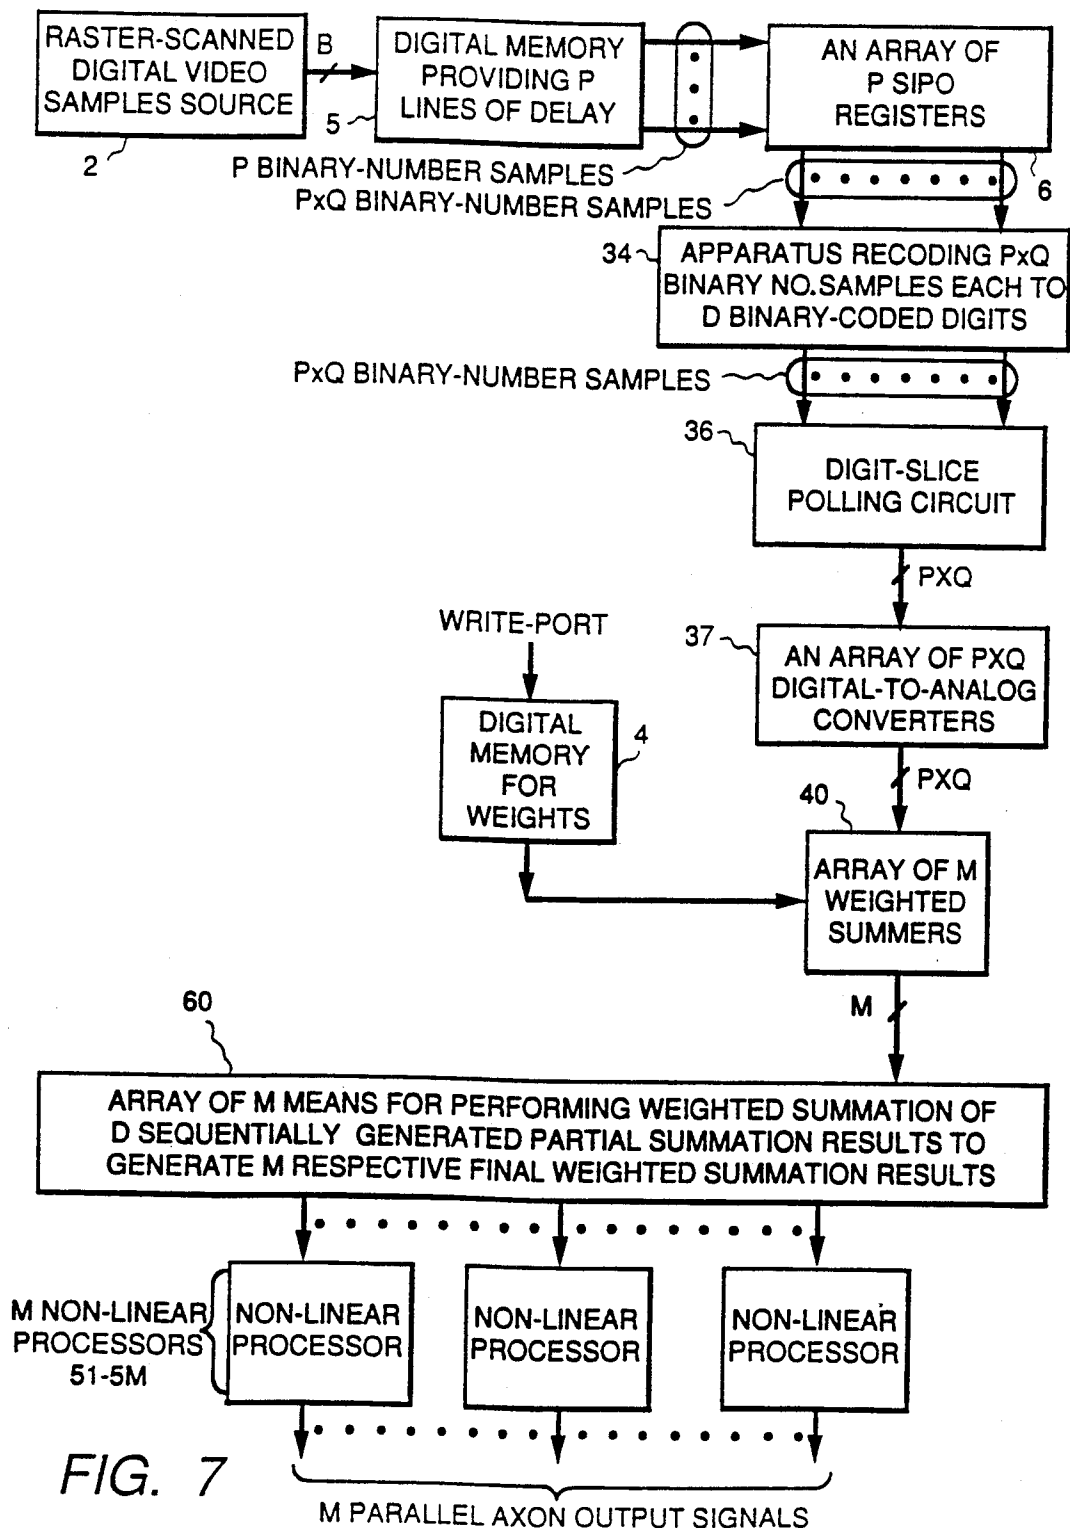 RASTER-SCANNED
DIGITAL VIDEO
SAMPLES SOURCE
2
B
DIGITAL MEMORY
PROVIDING P
LINES OF DELAY
5
AN ARRAY OF
P SIPO
REGISTERS
6
P BINARY-NUMBER SAMPLES
PxQ BINARY-NUMBER SAMPLES
34
APPARATUS RECODING PxQ
BINARY NO.SAMPLES EACH TO
D BINARY-CODED DIGITS
PxQ BINARY-NUMBER SAMPLES
36
DIGIT-SLICE
POLLING CIRCUIT
PXQ
WRITE-PORT
37
AN ARRAY OF PXQ
DIGITAL-TO-ANALOG
CONVERTERS
DIGITAL
MEMORY
FOR
WEIGHTS
4
PXQ
40
ARRAY OF M
WEIGHTED
SUMMERS
M
60
ARRAY OF M MEANS FOR PERFORMING WEIGHTED SUMMATION OF
D SEQUENTIALLY GENERATED PARTIAL SUMMATION RESULTS TO
GENERATE M RESPECTIVE FINAL WEIGHTED SUMMATION RESULTS
M NON-LINEAR
PROCESSORS
51-5M
NON-LINEAR
PROCESSOR
NON-LINEAR
PROCESSOR
NON-LINEAR
PROCESSOR
FIG. 7
M PARALLEL AXON OUTPUT SIGNALS